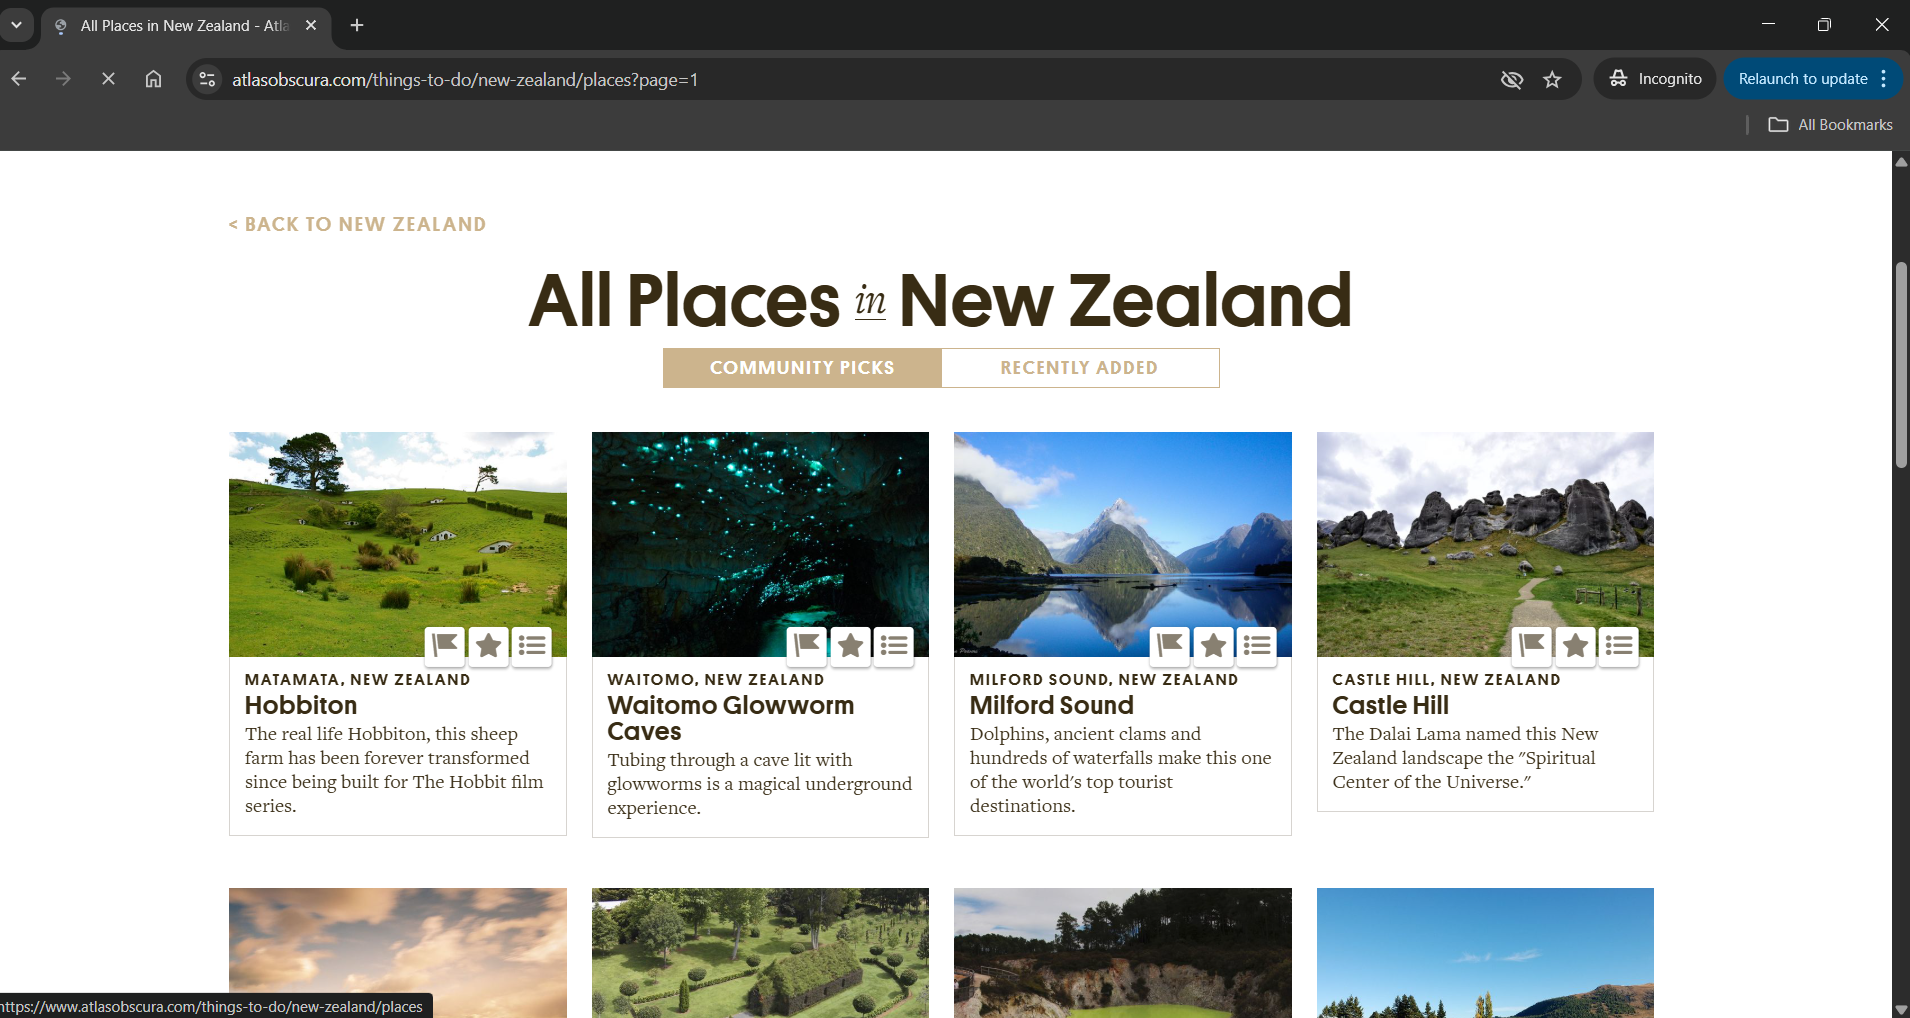 All Places in New Zealand - Atla
atlasobscura.com/things-to-do/new-zealand/places?page=1
Incognito
Relaunch to update
All Bookmarks
< BACK TO NEW ZEALAND
All Places in New Zealand
COMMUNITY PICKS
RECENTLY ADDED
MATAMATA, NEW ZEALAND
Hobbiton
The real life Hobbiton, this sheep
farm has been forever transformed
since being built for The Hobbit film
series.
WAITOMO, NEW ZEALAND
Waitomo Glowworm
Caves
Tubing through a cave lit with
glowworms is a magical underground
experience.
MILFORD SOUND, NEW ZEALAND
Milford Sound
Dolphins, ancient clams and
hundreds of waterfalls make this one
of the world's top tourist
destinations.
CASTLE HILL, NEW ZEALAND
Castle Hill
The Dalai Lama named this New
Zealand landscape the "Spiritual
Center of the Universe."
https://www.atlasobscura.com/things-to-do/new-zealand/places